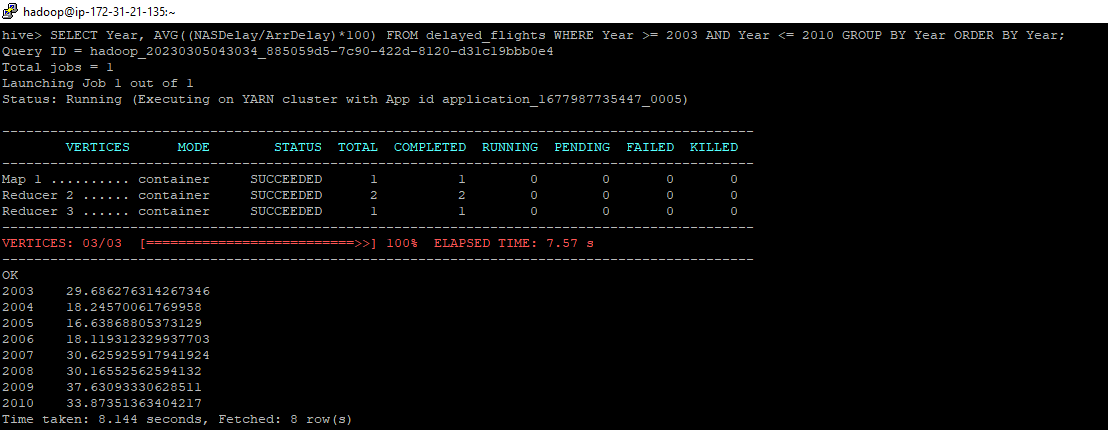 hadoop@ip-172-31-21-135:~
hive> SELECT Year, AVG((NASDelay/ArrDelay)*100) FROM delayed_flights WHERE Year >= 2003 AND Year <= 2010 GROUP BY Year ORDER BY Year;
Query ID = hadoop_20230305043034_885059d5-7c90-422d-8120-d31c19bbb0e4
Total jobs = 1
Launching Job 1 out of 1
Status: Running (Executing on YARN cluster with App id application_1677987735447_0005)
----------------------------------------------------------------------------------------------
        VERTICES      MODE        STATUS  TOTAL  COMPLETED  RUNNING  PENDING  FAILED  KILLED
----------------------------------------------------------------------------------------------
Map 1 .......... container     SUCCEEDED      1          1        0        0       0       0
Reducer 2 ...... container     SUCCEEDED      2          2        0        0       0       0
Reducer 3 ...... container     SUCCEEDED      1          1        0        0       0       0
----------------------------------------------------------------------------------------------
VERTICES: 03/03  [==========================>>] 100%  ELAPSED TIME: 7.57 s
----------------------------------------------------------------------------------------------
OK
2003    29.686276314267346
2004    18.24570061769958
2005    16.63868805373129
2006    18.119312329937703
2007    30.625925917941924
2008    30.16552562594132
2009    37.63093330628511
2010    33.87351363404217
Time taken: 8.144 seconds, Fetched: 8 row(s)